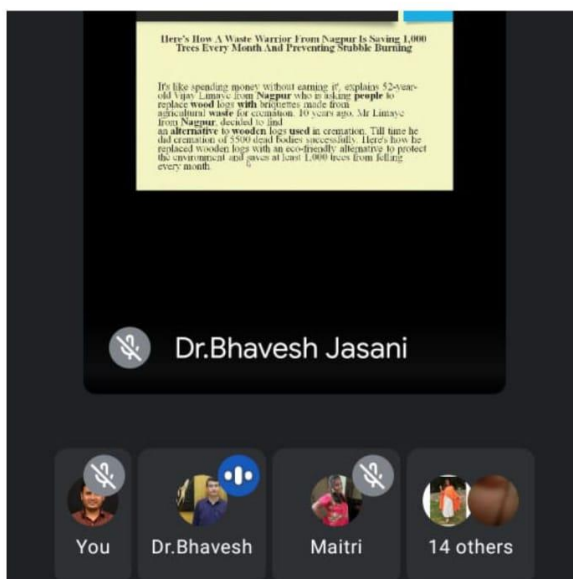 Here's How A Waste Warrior From Nagpur Is Saving 1,000
Trees Every Month And Preventing Stubble Burning
It's like spending money without earning it', explains 52-year-
old Vijay Limaye from Nagpur who is asking people to
replace wood logs with briquettes made from
agricultural waste for cremation. 10 years ago, Mr Limaye
from Nagpur, decided to find
an alternative to wooden logs used in cremation. Till time he
did cremation of 5500 dead bodies successfully. Here's how he
replaced wooden logs with an eco-friendly alternative to protect
the environment and saves at least 1,000 trees from felling
every month.
Dr.Bhavesh Jasani
You Dr.Bhavesh Maitri 14 others